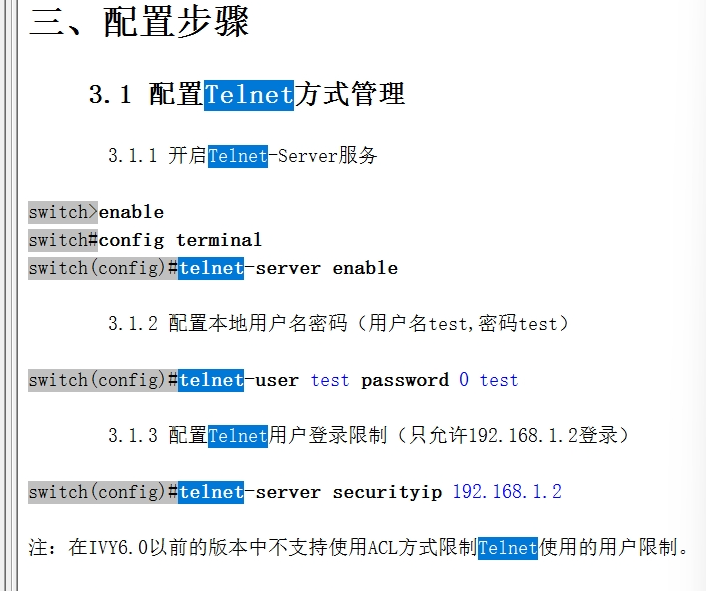 三、配置步骤
3.1 配置Telnet方式管理
3.1.1 开启Telnet-Server服务
switch>enable
switch#config terminal
switch(config)#telnet-server enable
3.1.2 配置本地用户名密码（用户名test,密码test）
switch(config)#telnet-user test password 0 test
3.1.3 配置Telnet用户登录限制（只允许192.168.1.2登录）
switch(config)#telnet-server securityip 192.168.1.2
注：在IVY6.0以前的版本中不支持使用ACL方式限制Telnet使用的用户限制。